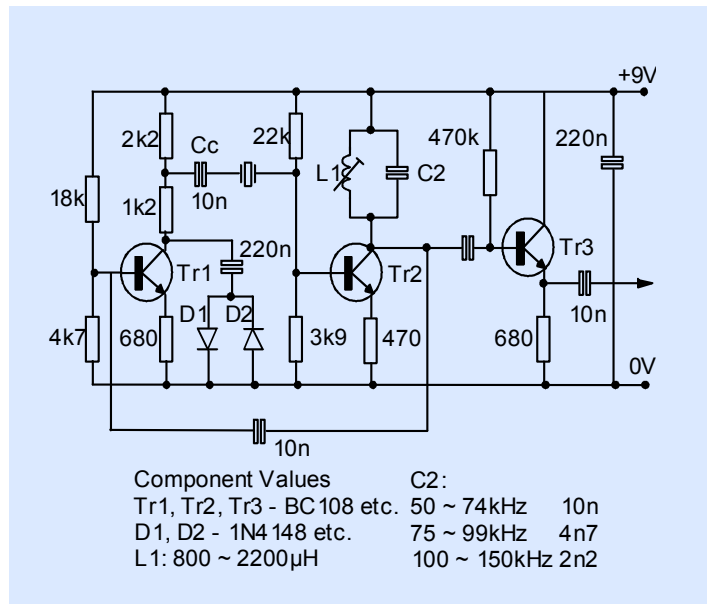 +9V
2k2
22k
470k
220n
Cc
L1
C2
10n
18k
1k2
220n
Tr1
Tr2
Tr3
D1
D2
10n
4k7
680
3k9
470
680
0V
10n
Component Values
C2:
Tr1, Tr2, Tr3 - BC108 etc. 50 ~ 74kHz 10n
D1, D2 - 1N4148 etc. 75 ~ 99kHz 4n7
L1: 800 ~ 2200µH 100 ~ 150kHz 2n2